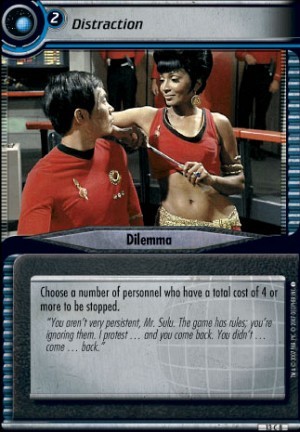 2
Distraction
Dilemma
Choose a number of personnel who have a total cost of 4 or
more to be stopped.
"You aren't very persistent, Mr. Sulu. The game has rules; you're
ignoring them. I protest ... and you come back. You didn't ...
come ... back."
13 C 8